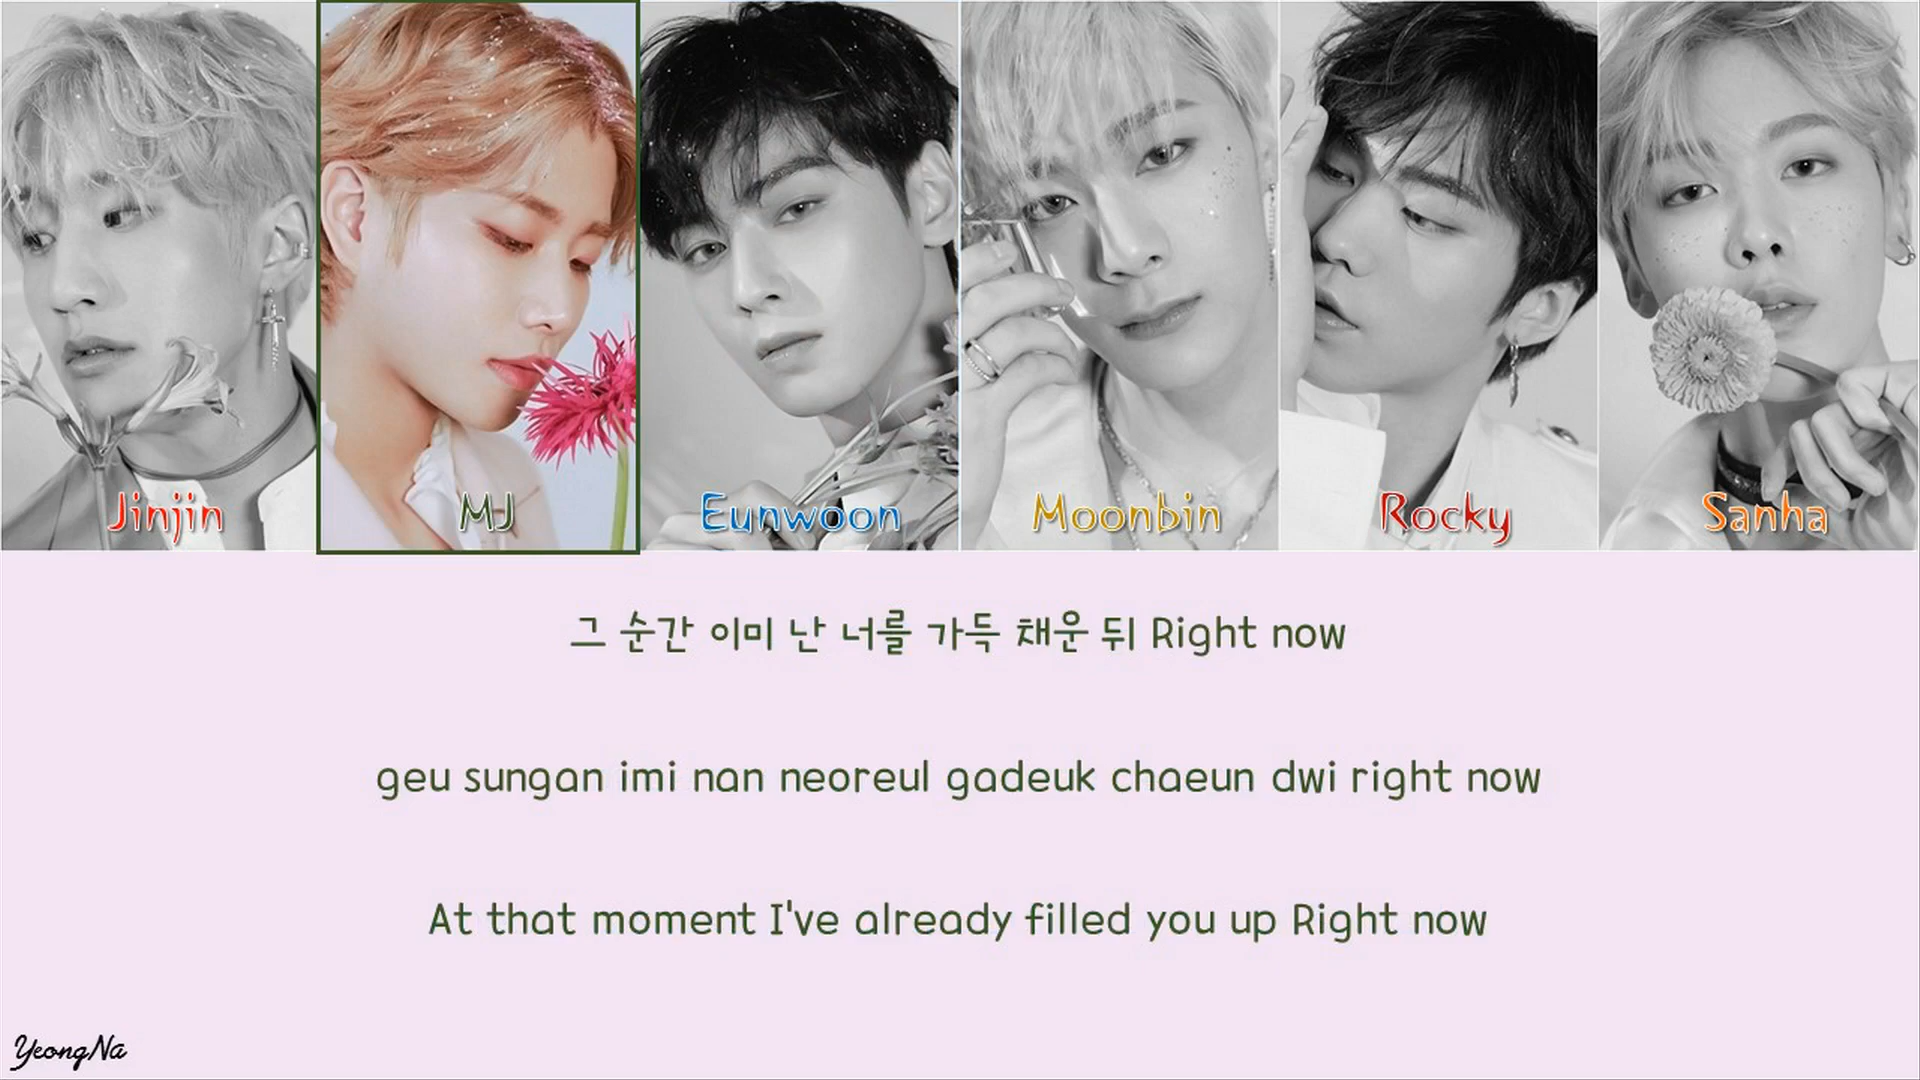 Jinjin
MJ
Eunwoon
Moonbin
Rocky
Sanha
그 순간 이미 난 너를 가득 채운 뒤 Right now
geu sungan imi nan neoreul gadeuk chaeun dwi right now
At that moment I've already filled you up Right now
YeongNa